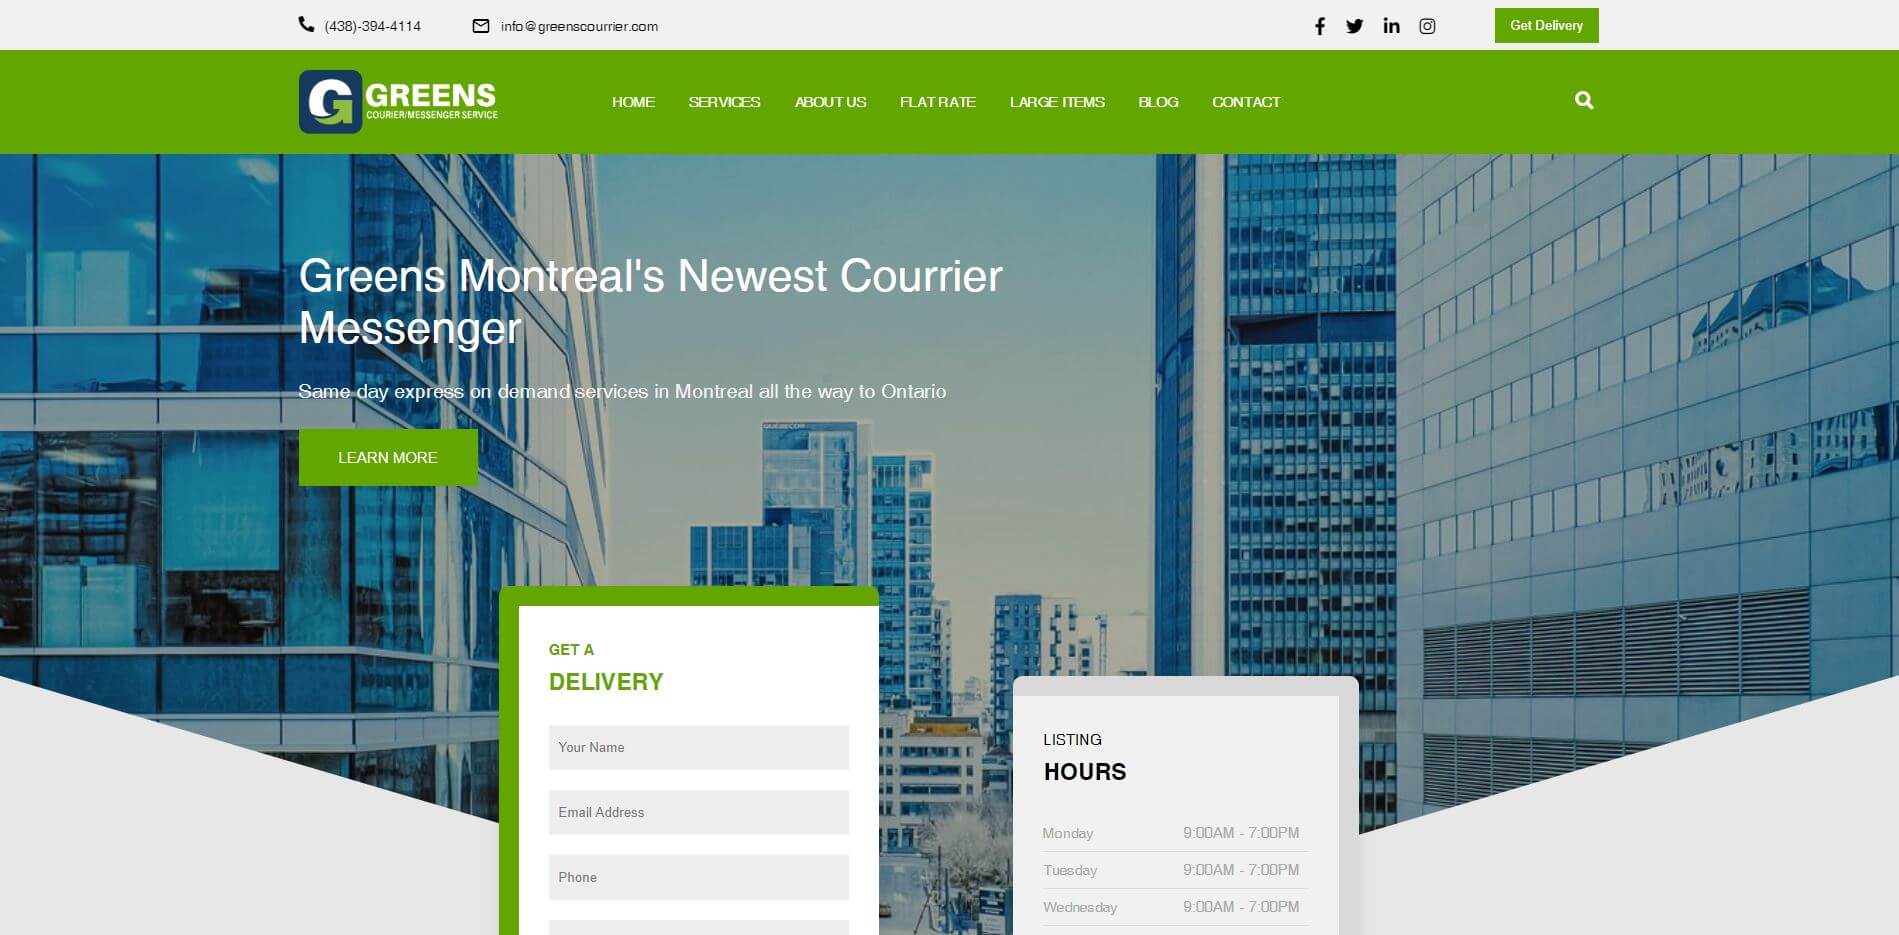 (438)-394-4114
info@greenscourrier.com
Get Delivery
G GREENS
COURIER/MESSENGER SERVICE
HOME
SERVICES
ABOUT US
FLAT RATE
LARGE ITEMS
BLOG
CONTACT
Greens Montreal's Newest Courrier
Messenger
Same day express on demand services in Montreal all the way to Ontario
LEARN MORE
QUEBECOR
GET A
DELIVERY
Your Name
Email Address
Phone
LISTING
HOURS
Monday 9:00AM - 7:00PM
Tuesday 9:00AM - 7:00PM
Wednesday 9:00AM - 7:00PM